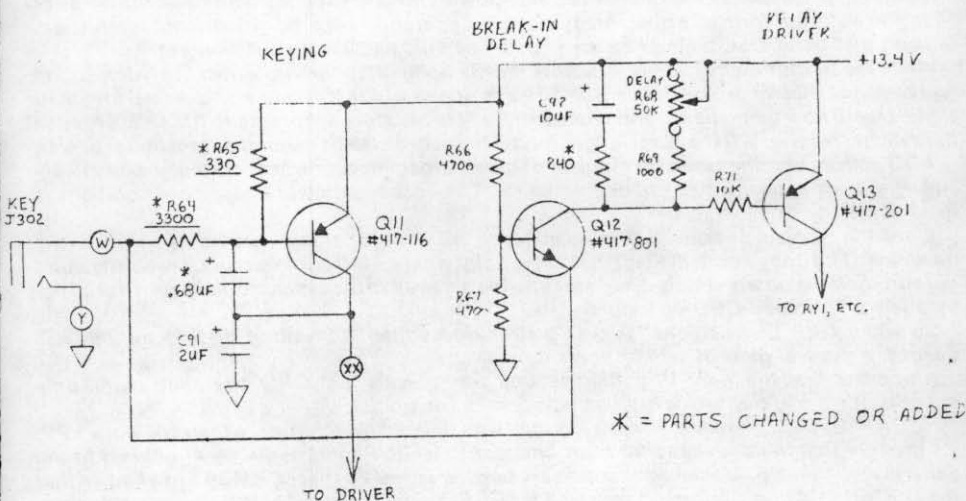 KEYING
BREAK-IN
DELAY
RELAY
DRIVER
+13.4 V
* R65
330
R66
4700
C92
10UF
DELAY
R68
50K
*
240
R69
1000
R71
10K
Q13
#417-201
KEY
J302
W
* R64
3300
Q11
#417-116
Q12
#417-801
Y
*
.68UF
R67
470
TO RY1, ETC.
C91
2UF
XX
* = PARTS CHANGED OR ADDED
TO DRIVER